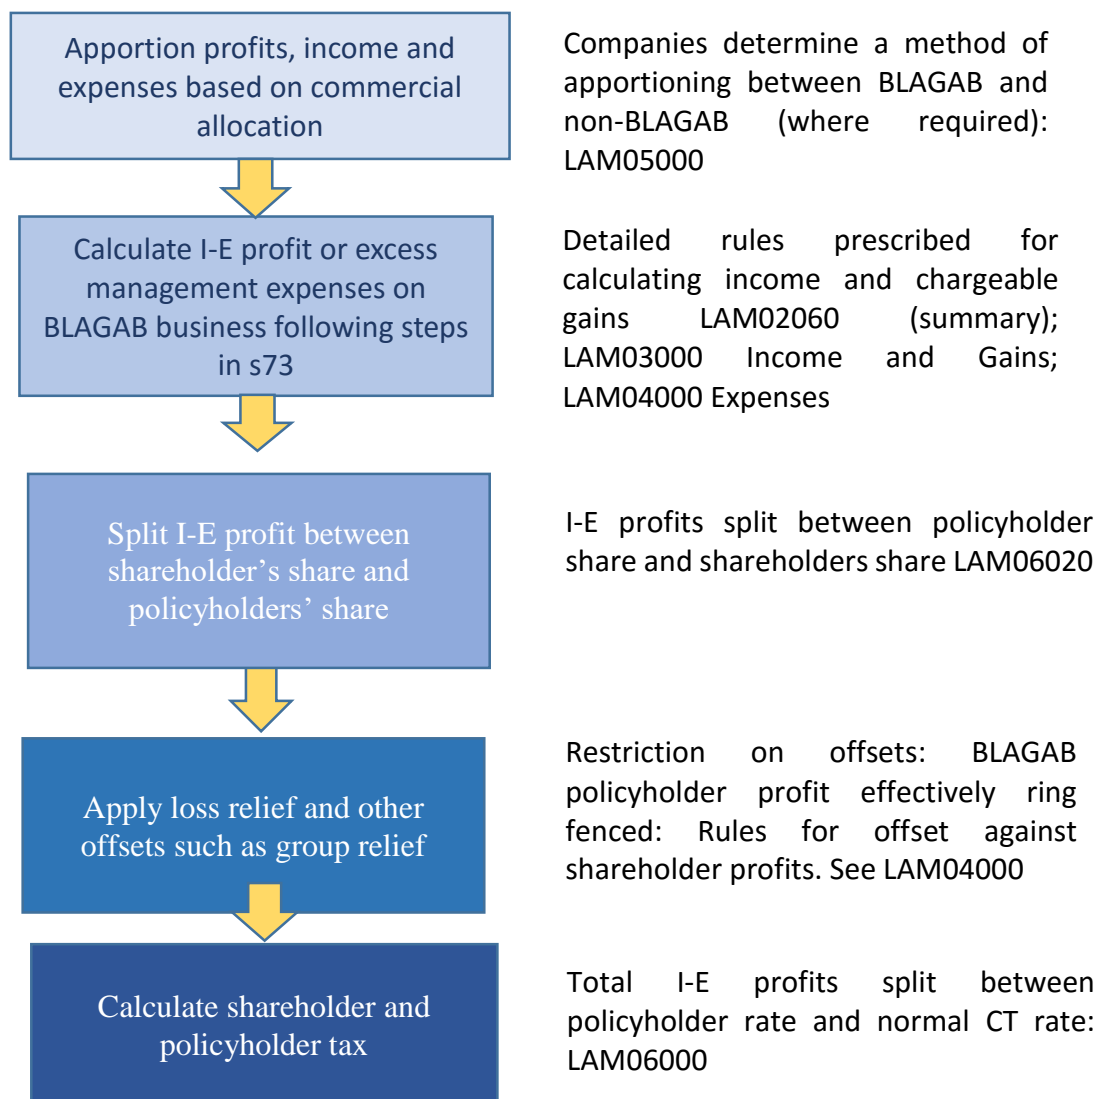 Apportion profits, income and
expenses based on commercial
allocation
Companies determine a method of
apportioning between BLAGAB and
non-BLAGAB (where required):
LAM05000
Calculate I-E profit or excess
management expenses on
BLAGAB business following steps
in s73
Detailed rules prescribed for
calculating income and chargeable
gains LAM02060 (summary);
LAM03000 Income and Gains;
LAM04000 Expenses
Split I-E profit between
shareholder’s share and
policyholders’ share
I-E profits split between policyholder
share and shareholders share LAM06020
Apply loss relief and other
offsets such as group relief
Restriction on offsets: BLAGAB
policyholder profit effectively ring
fenced: Rules for offset against
shareholder profits. See LAM04000
Calculate shareholder and
policyholder tax
Total I-E profits split between
policyholder rate and normal CT rate:
LAM06000